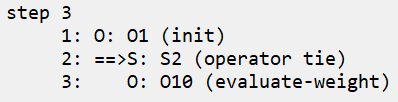 step 3
1: O: O1 (init)
2: ==>S: S2 (operator tie)
3: O: O10 (evaluate-weight)